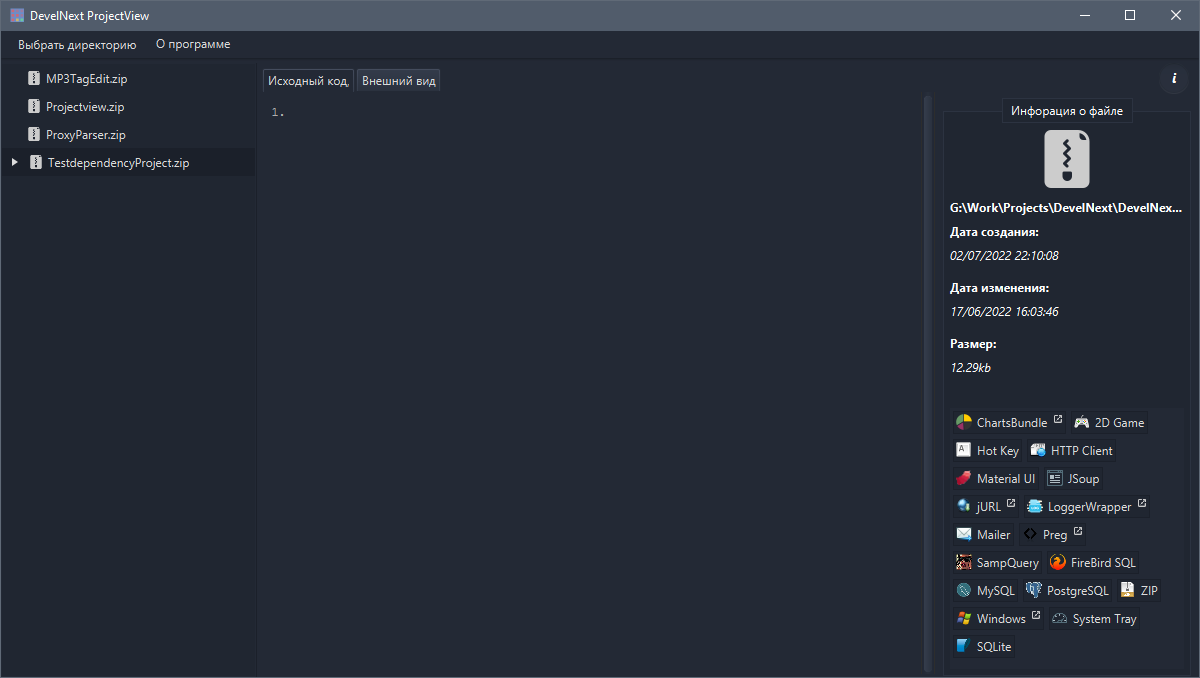 DevelNext ProjectView
Выбрать директорию О программе
MP3TagEdit.zip
Projectview.zip
ProxyParser.zip
TestdependencyProject.zip
Исходный код Внешний вид
1.
i
Инфорация о файле
G:\Work\Projects\DevelNext\DevelNex...
Дата создания:
02/07/2022 22:10:08
Дата изменения:
17/06/2022 16:03:46
Размер:
12.29kb
ChartsBundle 2D Game
Hot Key HTTP Client
Material UI JSoup
jURL LoggerWrapper
Mailer Preg
SampQuery FireBird SQL
MySQL PostgreSQL ZIP
Windows System Tray
SQLite